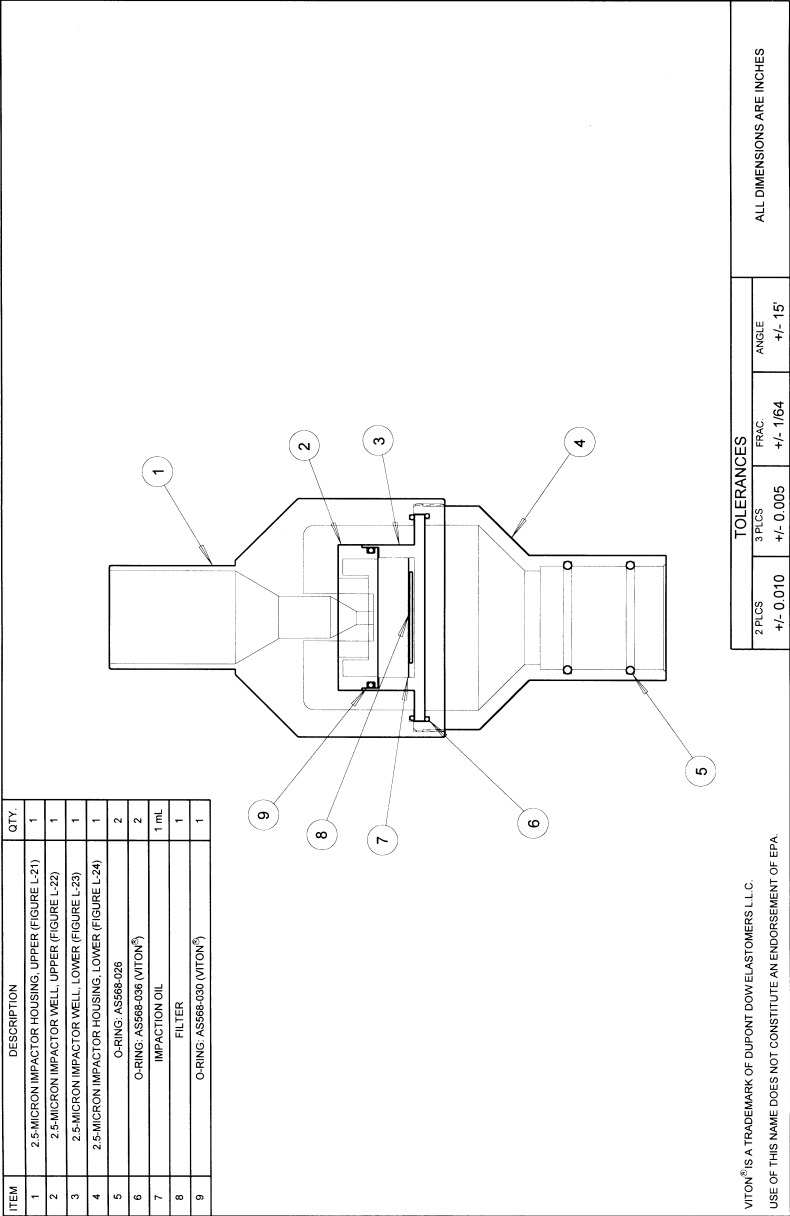 ITEM DESCRIPTION QTY.
1 2.5-MICRON IMPACTOR HOUSING, UPPER (FIGURE L-21) 1
2 2.5-MICRON IMPACTOR WELL, UPPER (FIGURE L-22) 1
3 2.5-MICRON IMPACTOR WELL, LOWER (FIGURE L-23) 1
4 2.5-MICRON IMPACTOR HOUSING, LOWER (FIGURE L-24) 1
5 O-RING: AS568-026 2
6 O-RING: AS568-036 (VITON®) 2
7 IMPACTION OIL 1 mL
8 FILTER 1
9 O-RING: AS568-030 (VITON®) 1
1
2
3
4
9
8
7
6
5
VITON® IS A TRADEMARK OF DUPONT DOW ELASTOMERS L.L.C.
USE OF THIS NAME DOES NOT CONSTITUTE AN ENDORSEMENT OF EPA.
TOLERANCES
2 PLCS 3 PLCS FRAC. ANGLE
+/- 0.010 +/- 0.005 +/- 1/64 +/- 15'
ALL DIMENSIONS ARE INCHES